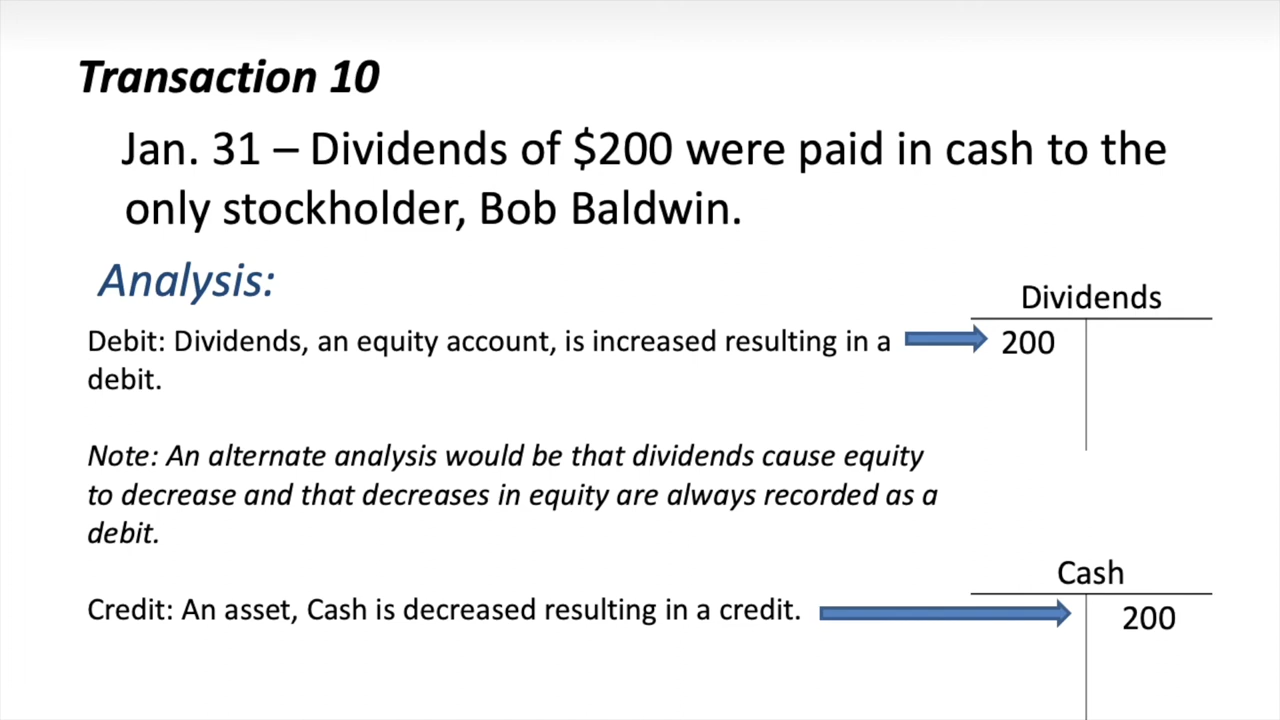 Transaction 10
Jan. 31 – Dividends of $200 were paid in cash to the
only stockholder, Bob Baldwin.
Analysis:
Dividends
Debit: Dividends, an equity account, is increased resulting in a
debit.
200
Note: An alternate analysis would be that dividends cause equity
to decrease and that decreases in equity are always recorded as a
debit.
Cash
Credit: An asset, Cash is decreased resulting in a credit.
200